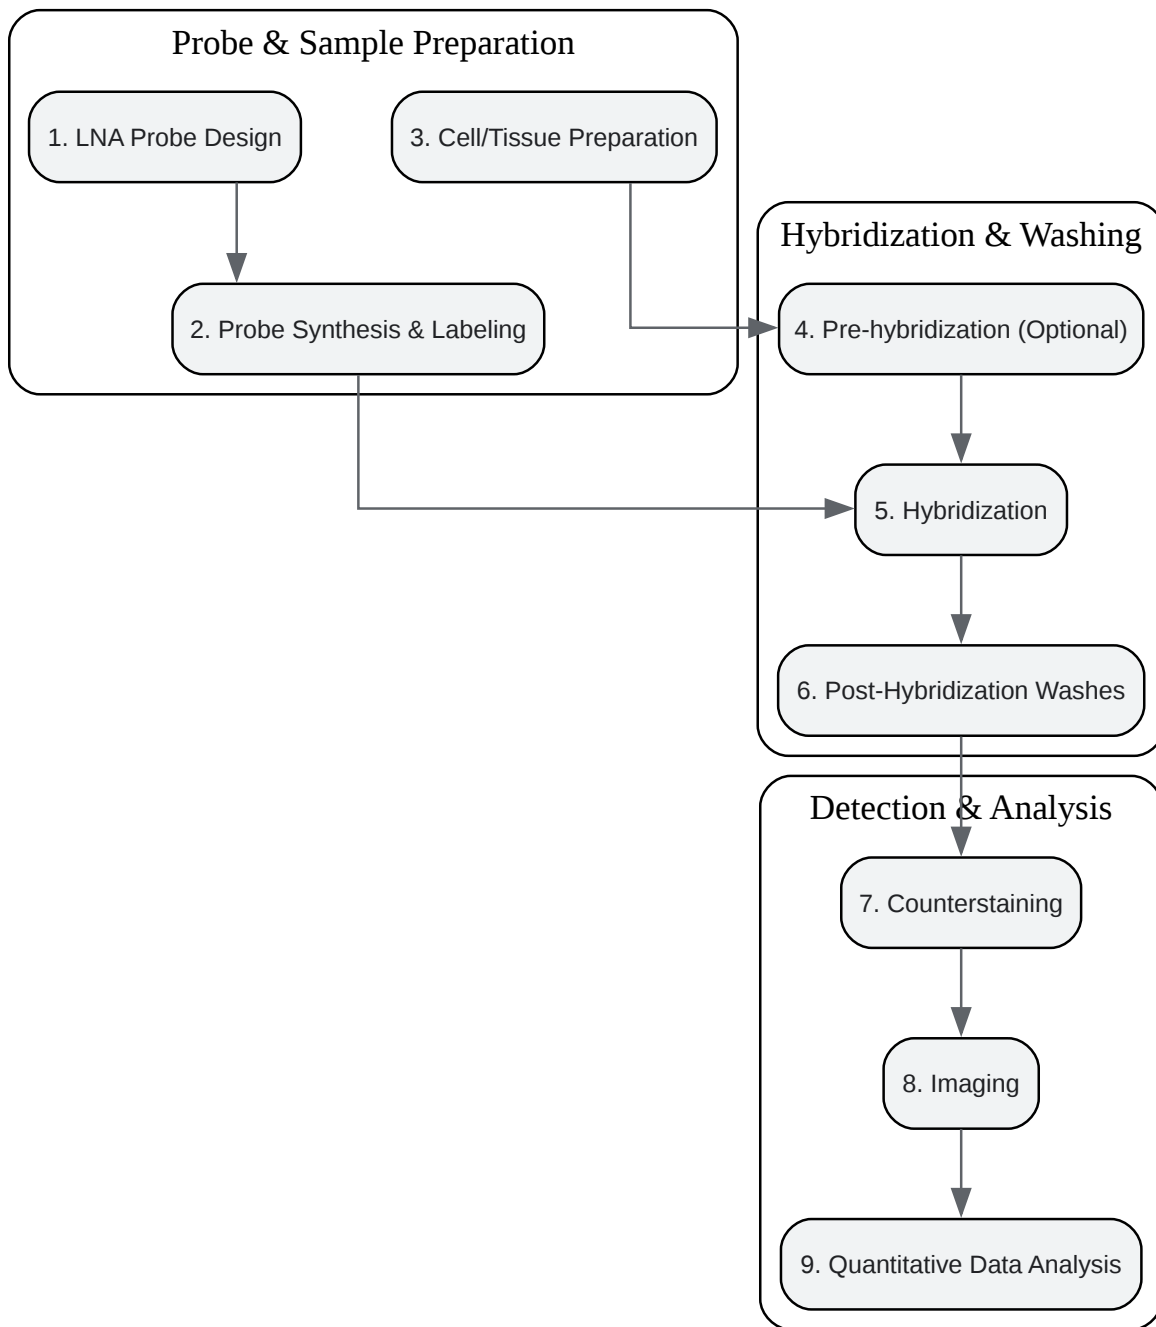 Probe & Sample Preparation
1. LNA Probe Design
3. Cell/Tissue Preparation
2. Probe Synthesis & Labeling
Hybridization & Washing
4. Pre-hybridization (Optional)
5. Hybridization
6. Post-Hybridization Washes
Detection & Analysis
7. Counterstaining
8. Imaging
9. Quantitative Data Analysis